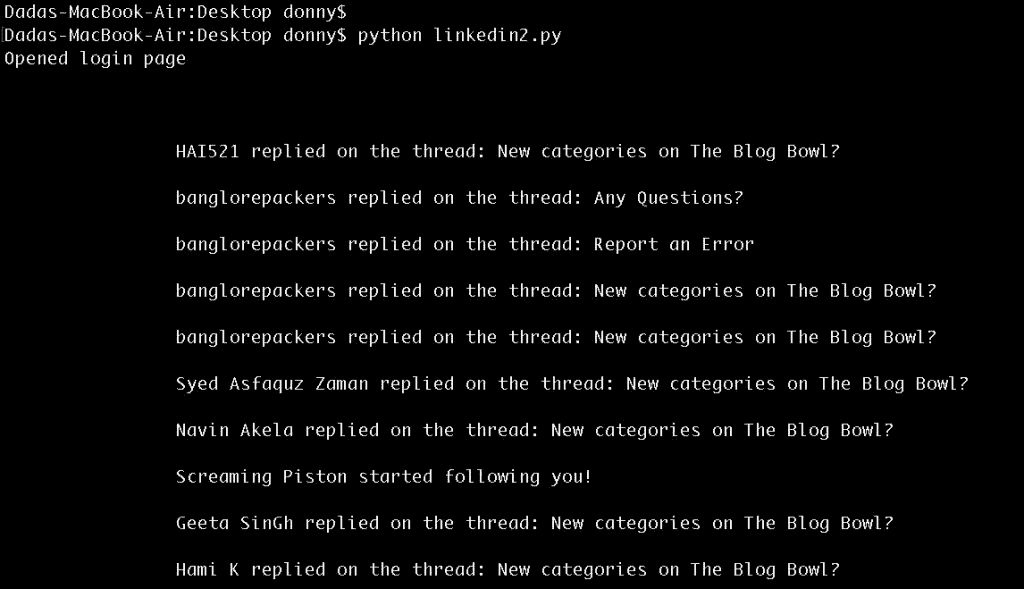 Dadas-MacBook-Air:Desktop donny$
Dadas-MacBook-Air:Desktop donny$ python linkedin2.py
Opened login page
HAI521 replied on the thread: New categories on The Blog Bowl?
banglorepackers replied on the thread: Any Questions?
banglorepackers replied on the thread: Report an Error
banglorepackers replied on the thread: New categories on The Blog Bowl?
banglorepackers replied on the thread: New categories on The Blog Bowl?
Syed Asfaquz Zaman replied on the thread: New categories on The Blog Bowl?
Navin Akela replied on the thread: New categories on The Blog Bowl?
Screaming Piston started following you!
Geeta SinGh replied on the thread: New categories on The Blog Bowl?
Hami K replied on the thread: New categories on The Blog Bowl?